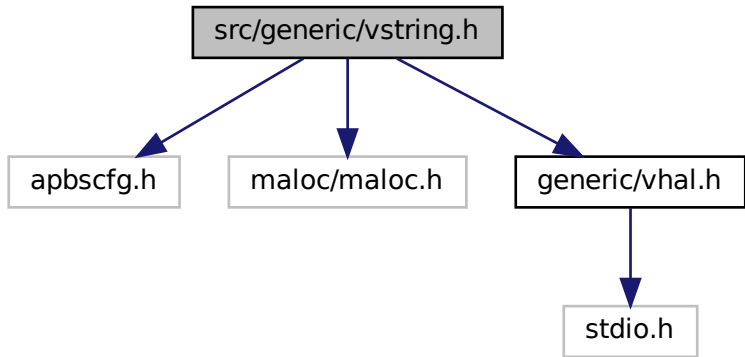 src/generic/vstring.h
apbscfg.h
maloc/maloc.h
generic/vhal.h
stdio.h